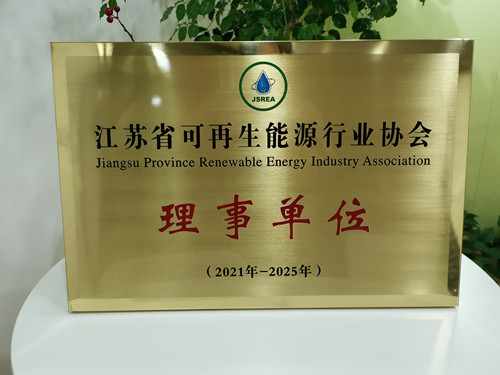 JSREA
江苏省可再生能源行业协会
Jiangsu Province Renewable Energy Industry Association
理事单位
（2021年-2025年）